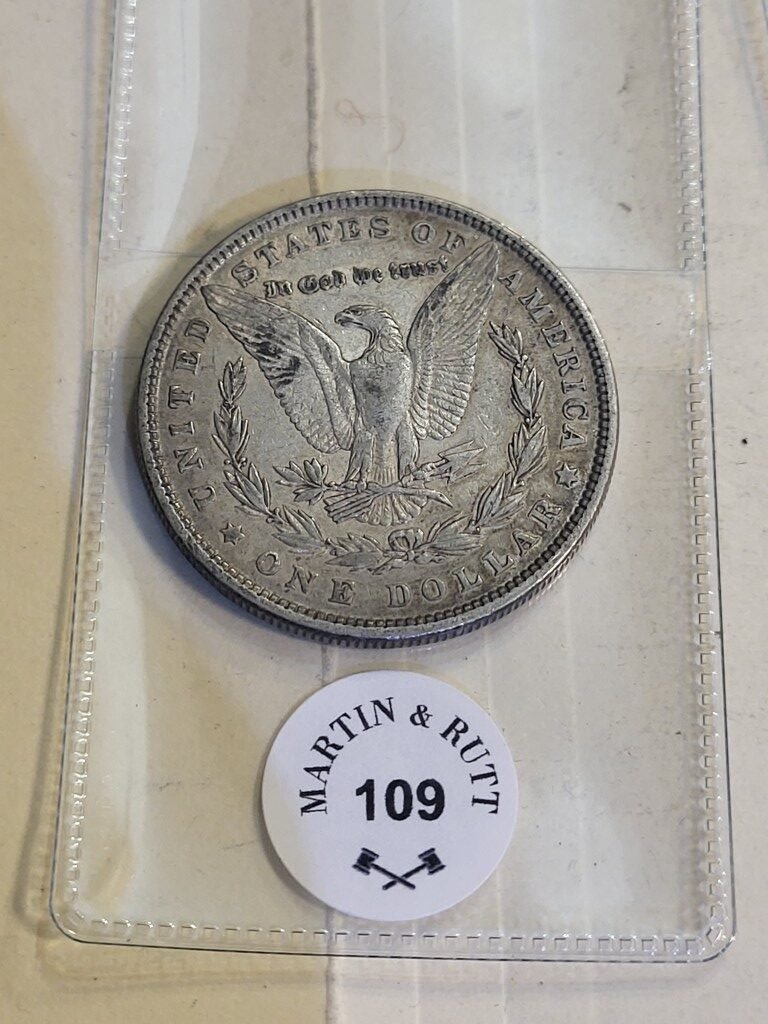 UNITED STATES OF AMERICA
In God We trust
ONE DOLLAR
MARTIN & RUTT
109